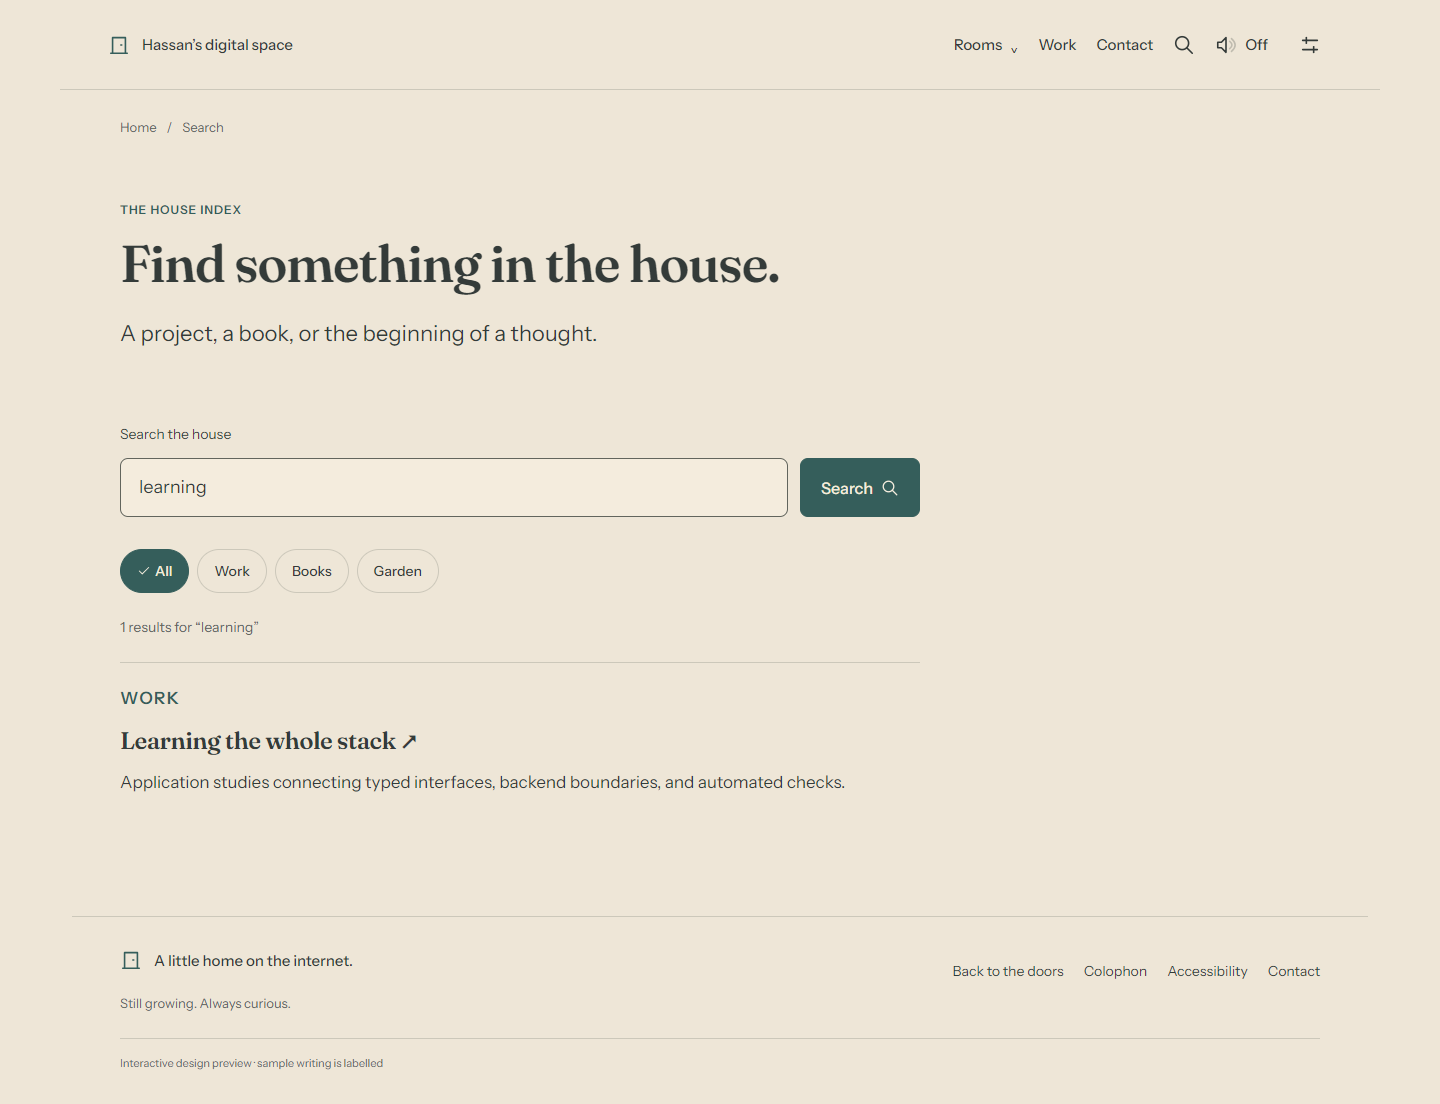 Hassan’s digital space
Rooms Work Contact Off
Home / Search
THE HOUSE INDEX
Find something in the house.
A project, a book, or the beginning of a thought.
Search the house
learning
Search
All Work Books Garden
1 results for “learning”
WORK
Learning the whole stack ↗
Application studies connecting typed interfaces, backend boundaries, and automated checks.
A little home on the internet.
Back to the doors Colophon Accessibility Contact
Still growing. Always curious.
Interactive design preview · sample writing is labelled